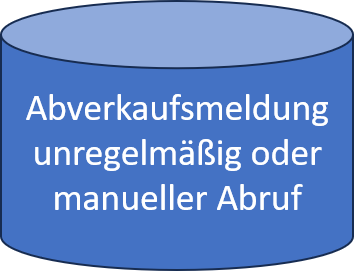 Abverkaufsmeldung
unregelmäßig oder
manueller Abruf